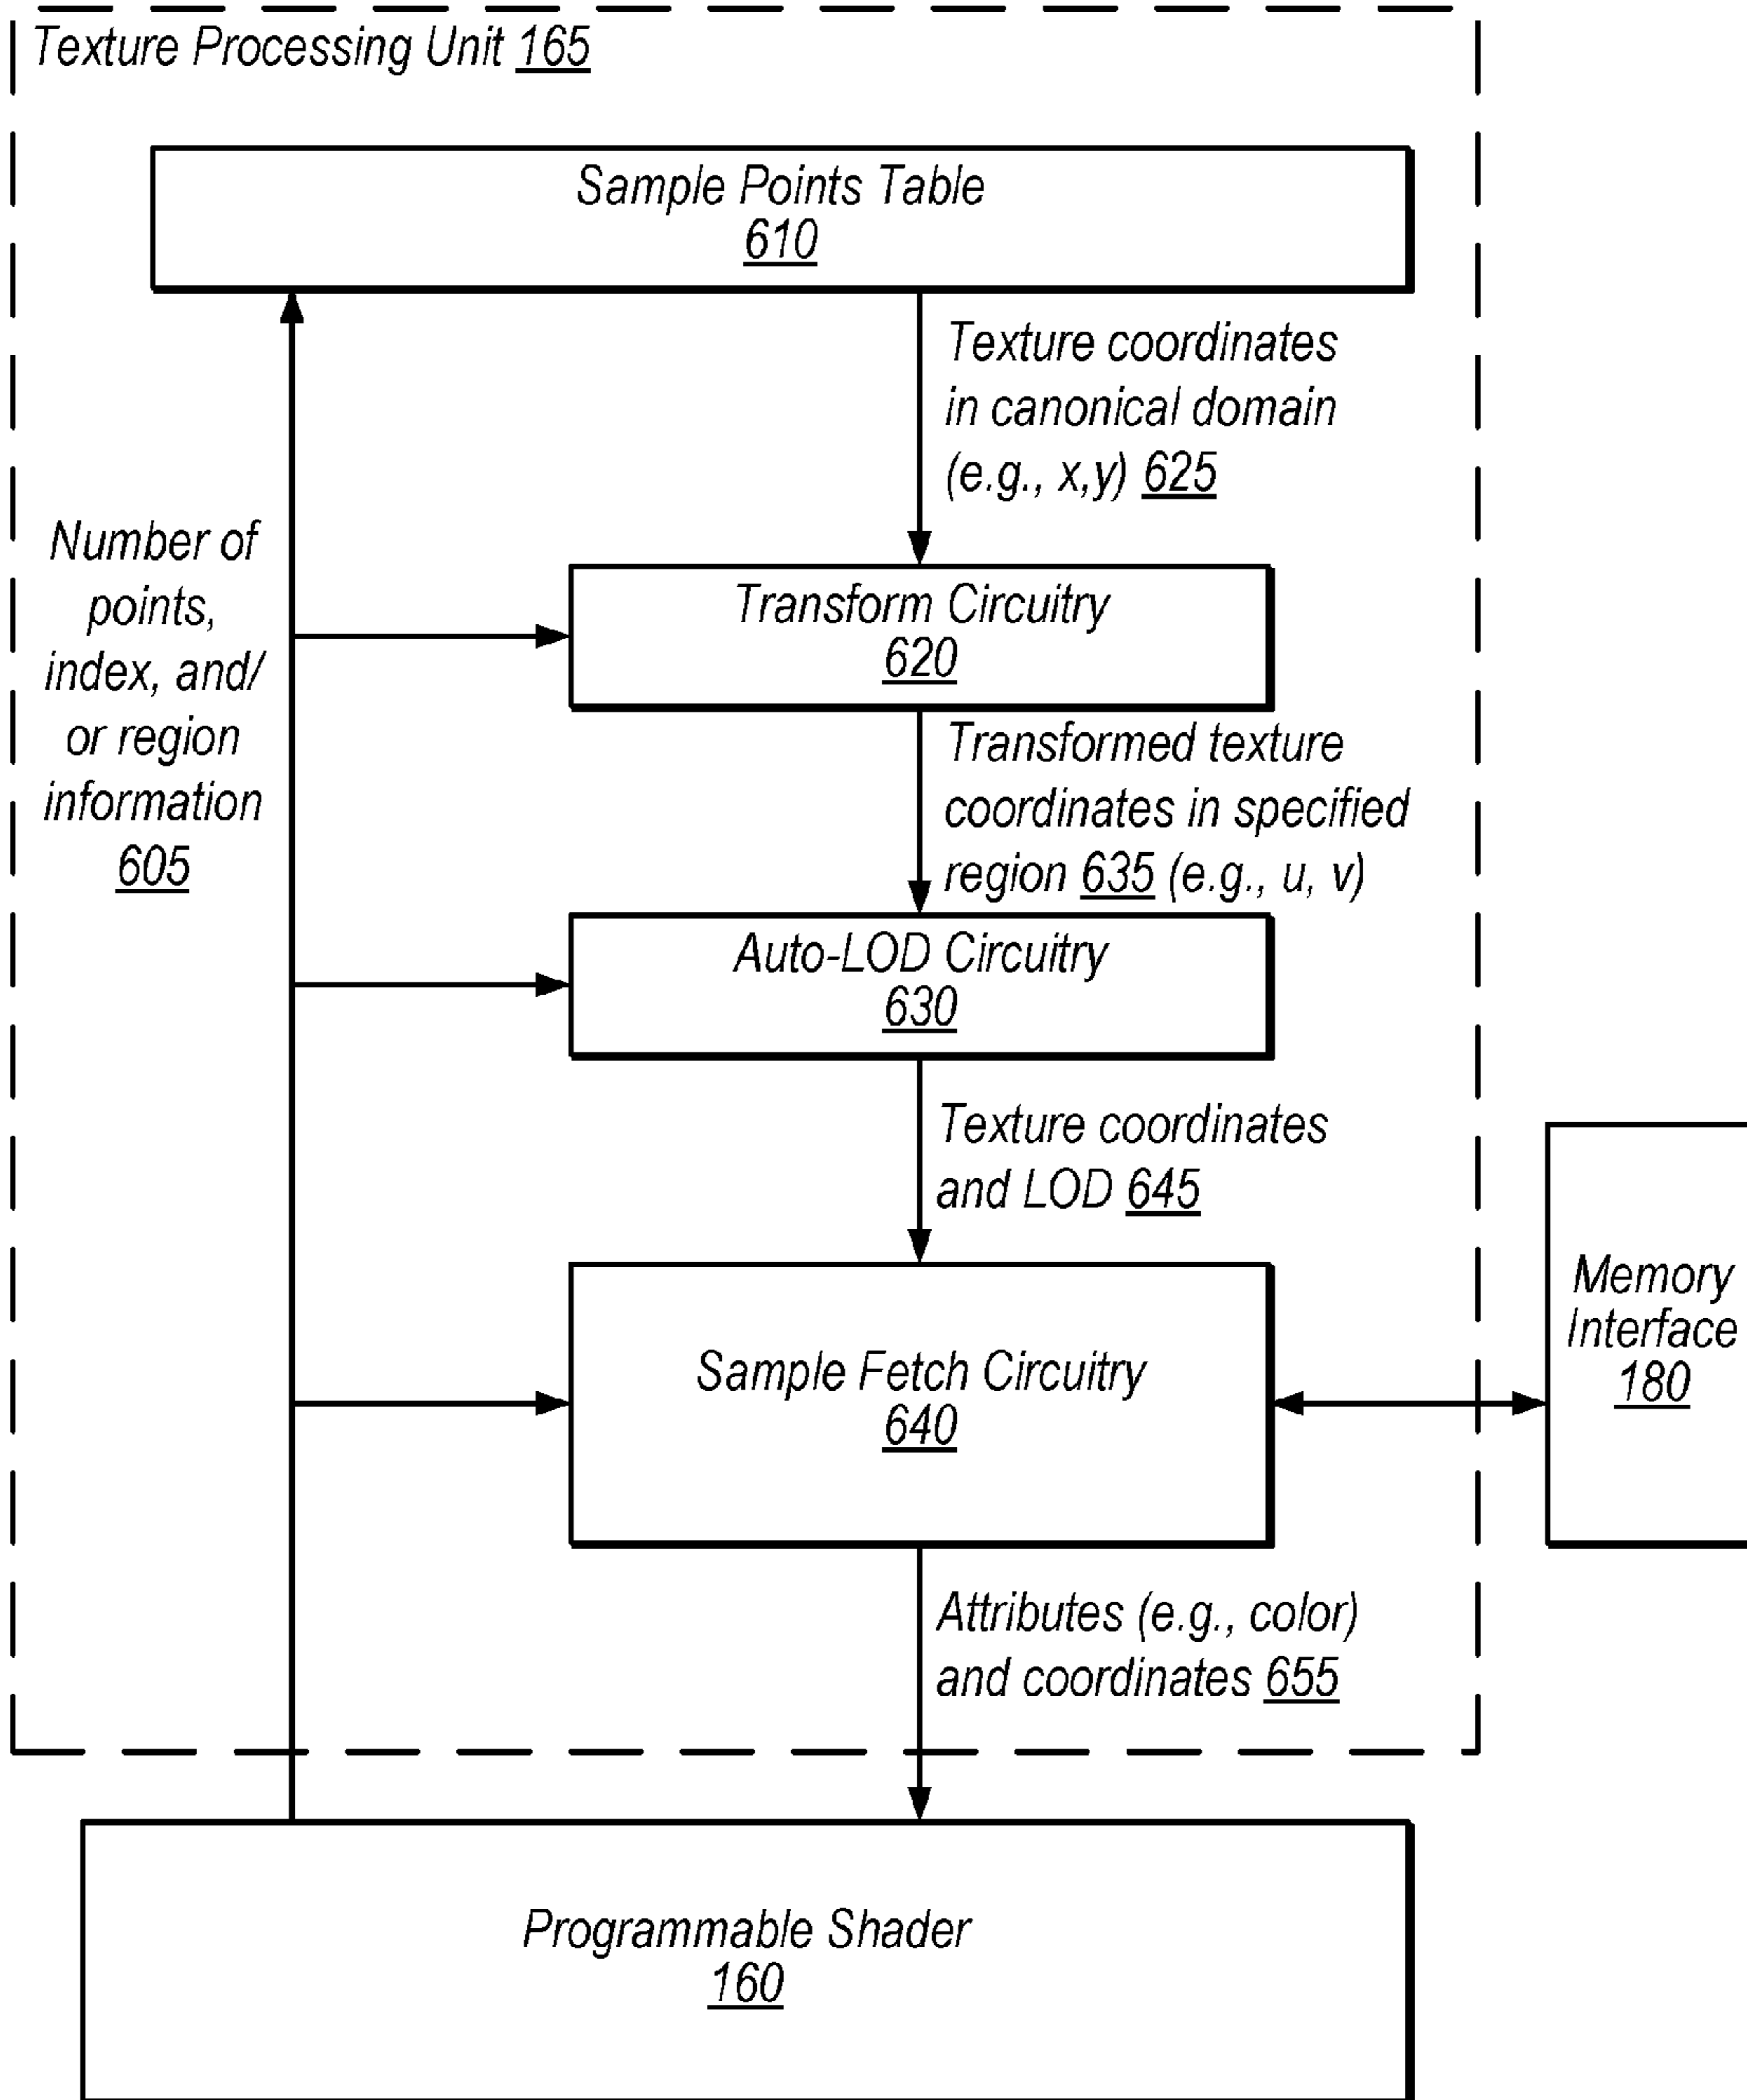 Texture Processing Unit 165
Sample Points Table
610
Texture coordinates
in canonical domain
(e.g., x,y) 625
Number of
points,
index, and/
or region
information
605
Transform Circuitry
620
Transformed texture
coordinates in specified
region 635 (e.g., u, v)
Auto-LOD Circuitry
630
Texture coordinates
and LOD 645
Sample Fetch Circuitry
640
Memory
Interface
180
Attributes (e.g., color)
and coordinates 655
Programmable Shader
160